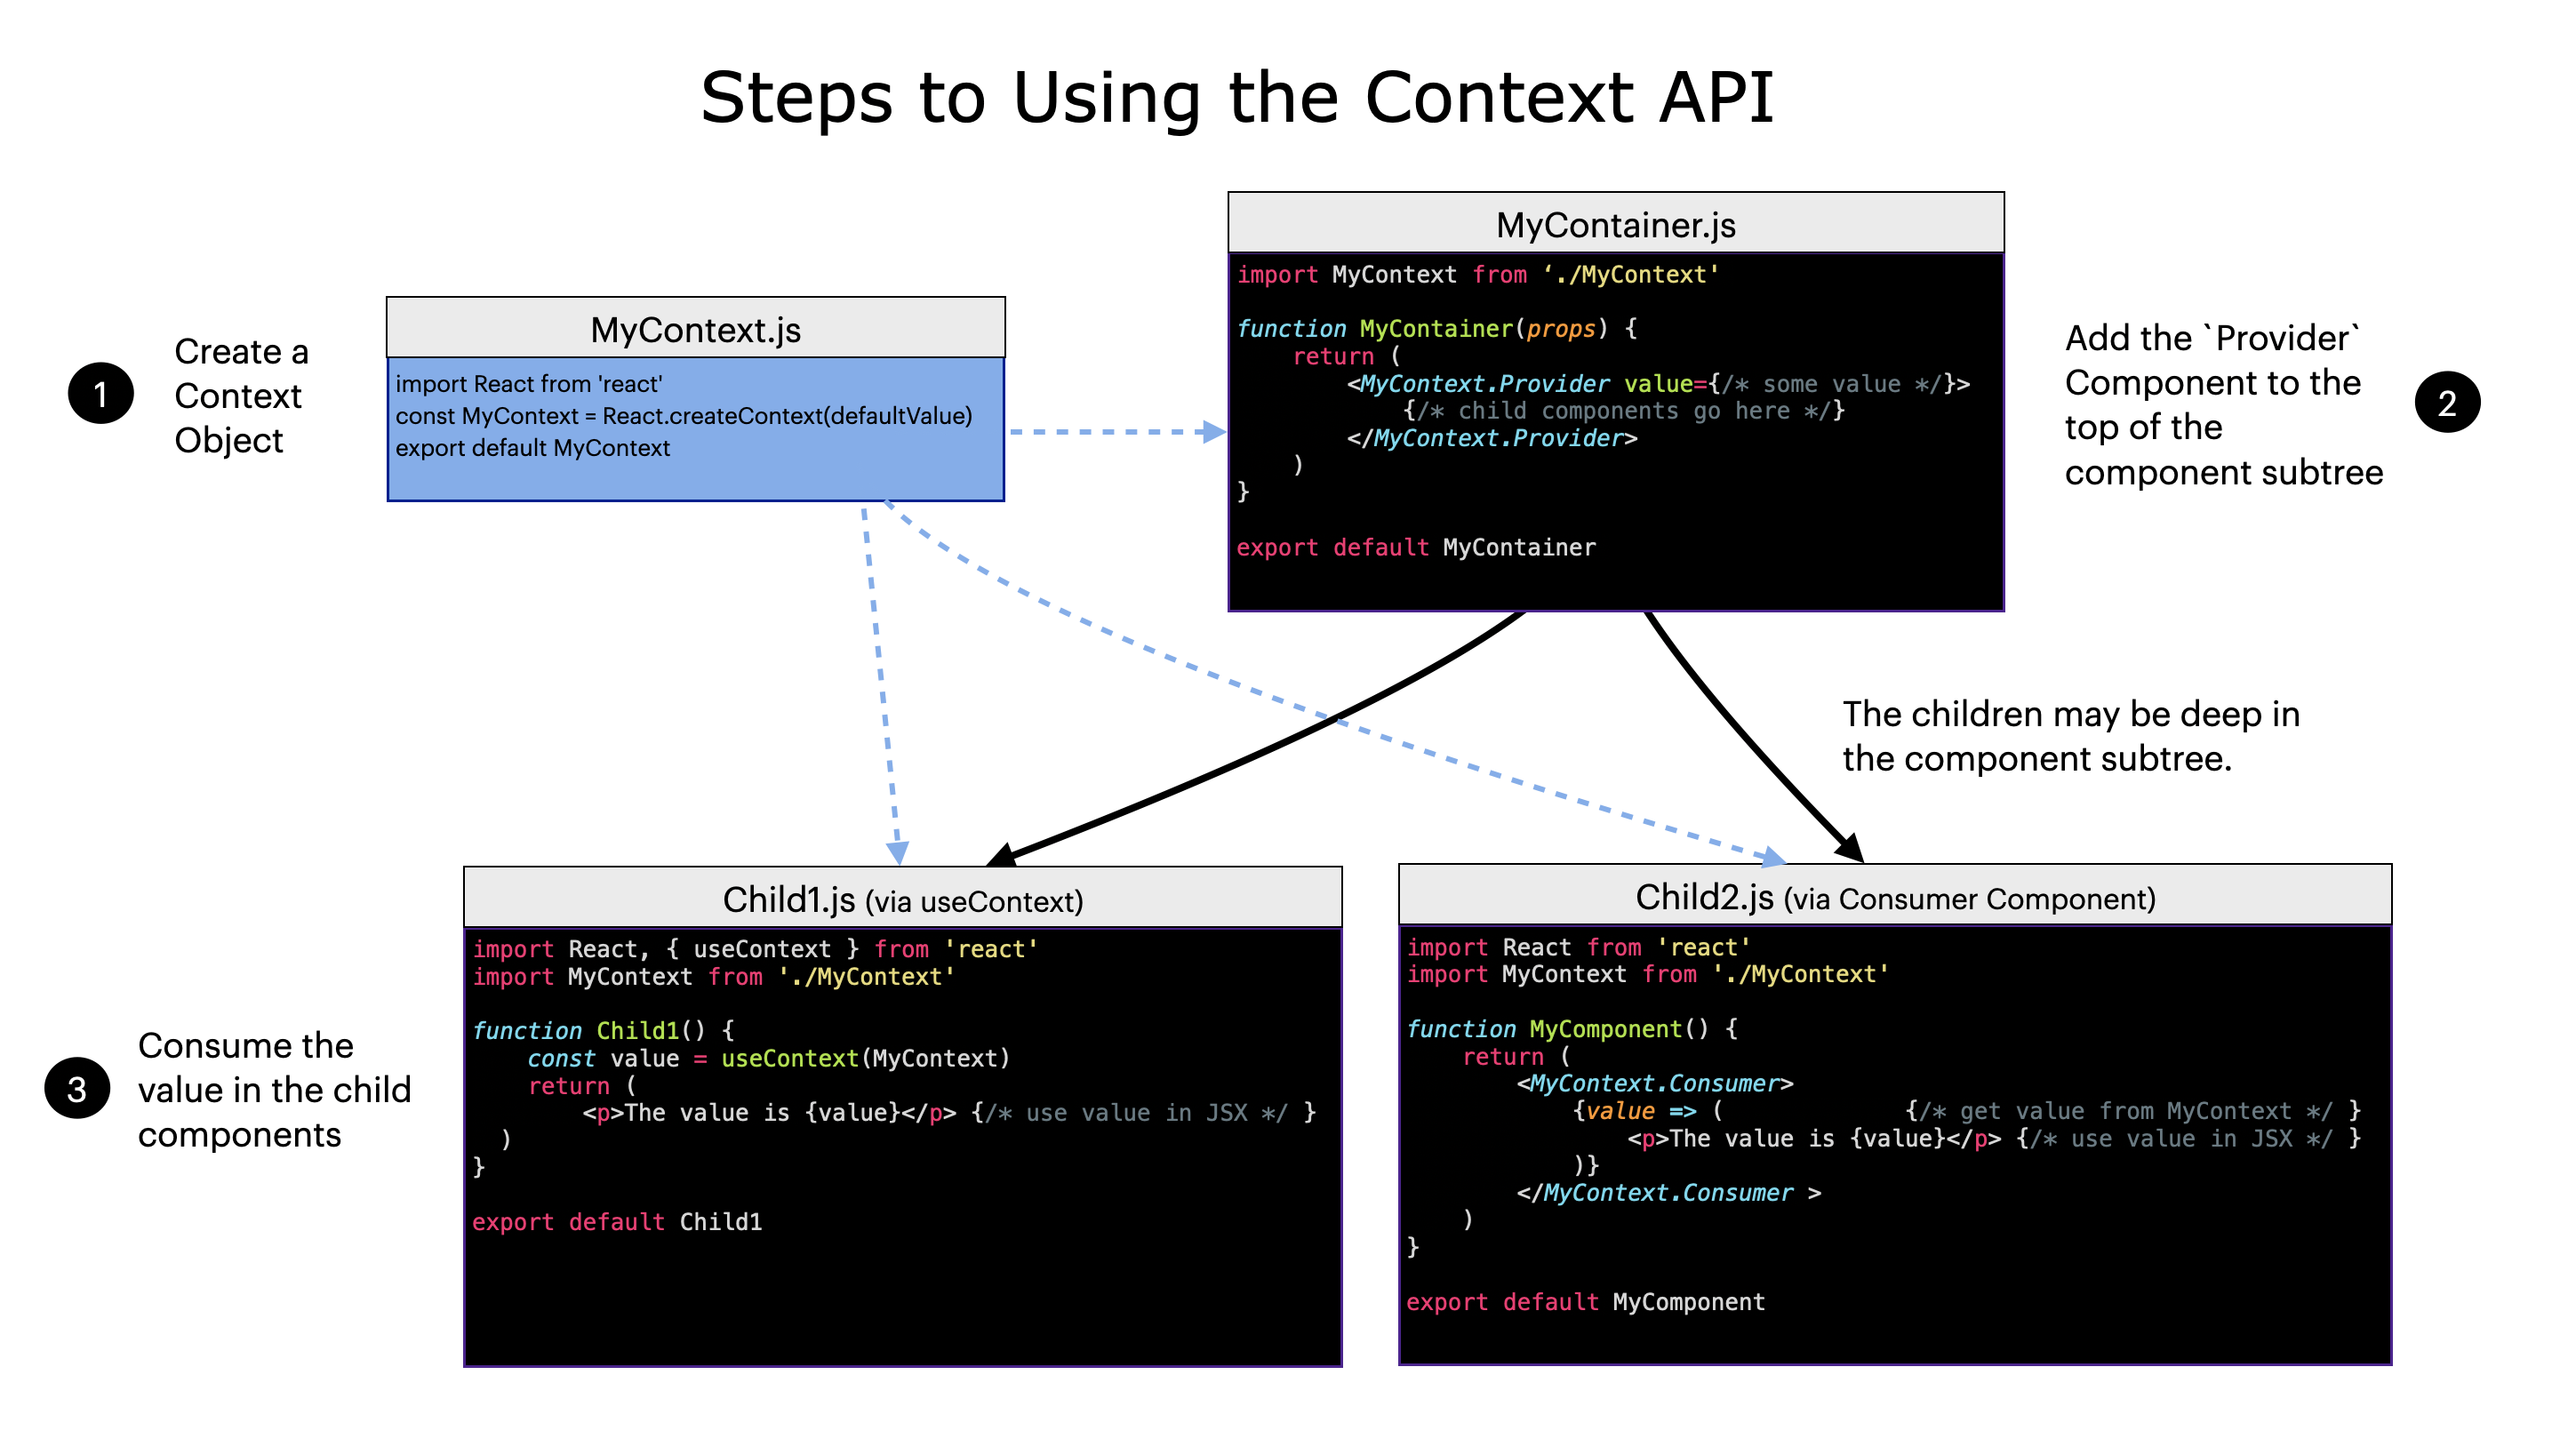 Steps to Using the Context API
1
Create a
Context
Object
MyContext.js
import React from 'react'
const MyContext = React.createContext(defaultValue)
export default MyContext
MyContainer.js
import MyContext from ‘./MyContext'
function MyContainer(props) {
    return (
        <MyContext.Provider value={/* some value */}>
            {/* child components go here */}
        </MyContext.Provider>
    )
}
export default MyContainer
Add the `Provider`
Component to the
top of the
component subtree
2
The children may be deep in
the component subtree.
3
Consume the
value in the child
components
Child1.js (via useContext)
import React, { useContext } from 'react'
import MyContext from './MyContext'
function Child1() {
    const value = useContext(MyContext)
    return (
        <p>The value is {value}</p> {/* use value in JSX */ }
  )
}
export default Child1
Child2.js (via Consumer Component)
import React from 'react'
import MyContext from './MyContext'
function MyComponent() {
    return (
        <MyContext.Consumer>
            {value => (             {/* get value from MyContext */ }
                <p>The value is {value}</p> {/* use value in JSX */ }
            )}
        </MyContext.Consumer >
    )
}
export default MyComponent